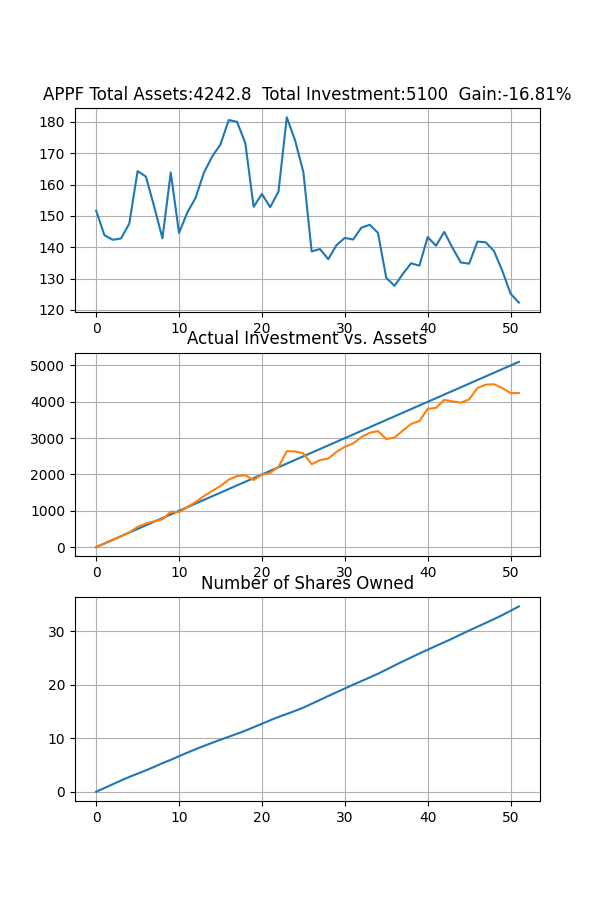 APPF Total Assets:4242.8  Total Investment:5100  Gain:-16.81%
180
170
160
150
140
130
120
0 10 20 30 40 50
Actual Investment vs. Assets
5000
4000
3000
2000
1000
0
0 10 20 30 40 50
Number of Shares Owned
30
20
10
0
0 10 20 30 40 50